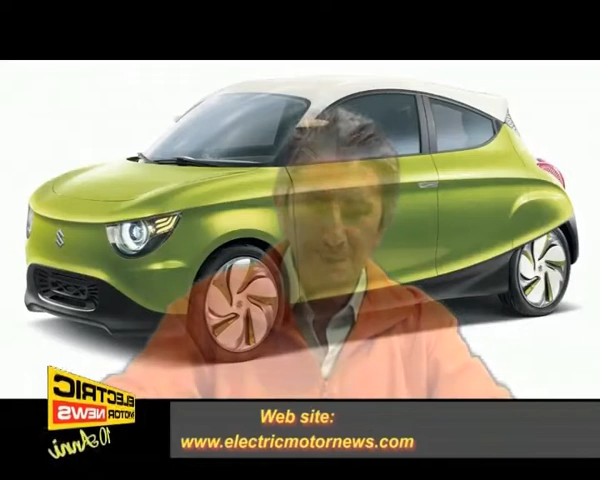 ELECTRIC
MOTOR NEWS
10 Anni
Web site:
www.electricmotornews.com